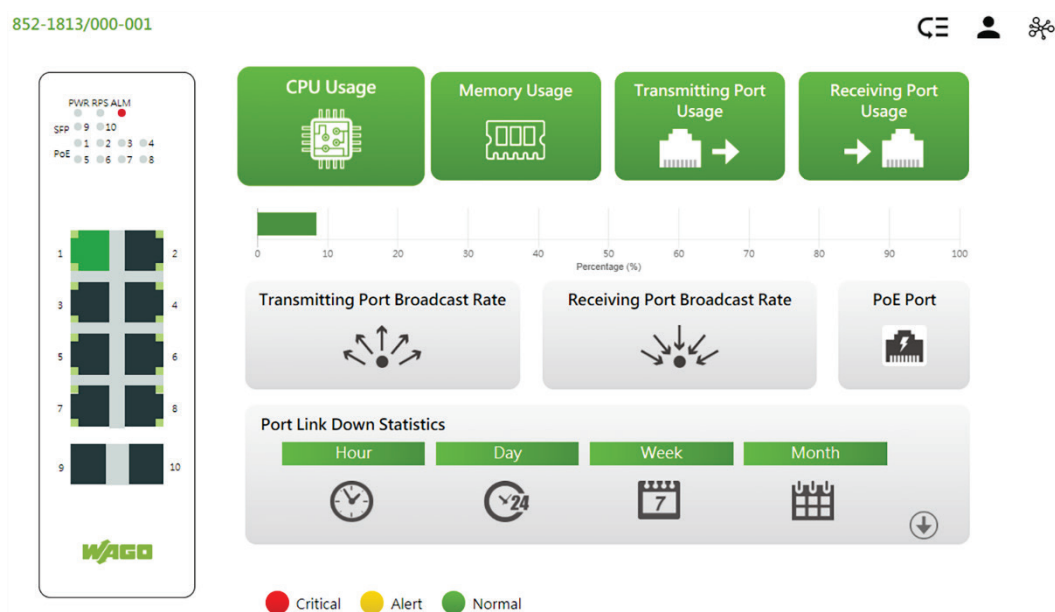 852-1813/000-001
PWR RPS ALM
SFP 9 10
1 2 3 4
PoE
5 6 7 8
1 2
3 4
5 6
7 8
9 10
WAGO
CPU Usage
Memory Usage
Transmitting Port
Usage
Receiving Port
Usage
0 10 20 30 40 50 60 70 80 90 100
Percentage (%)
Transmitting Port Broadcast Rate
Receiving Port Broadcast Rate
PoE Port
Port Link Down Statistics
Hour Day Week Month
24 7
Critical Alert Normal